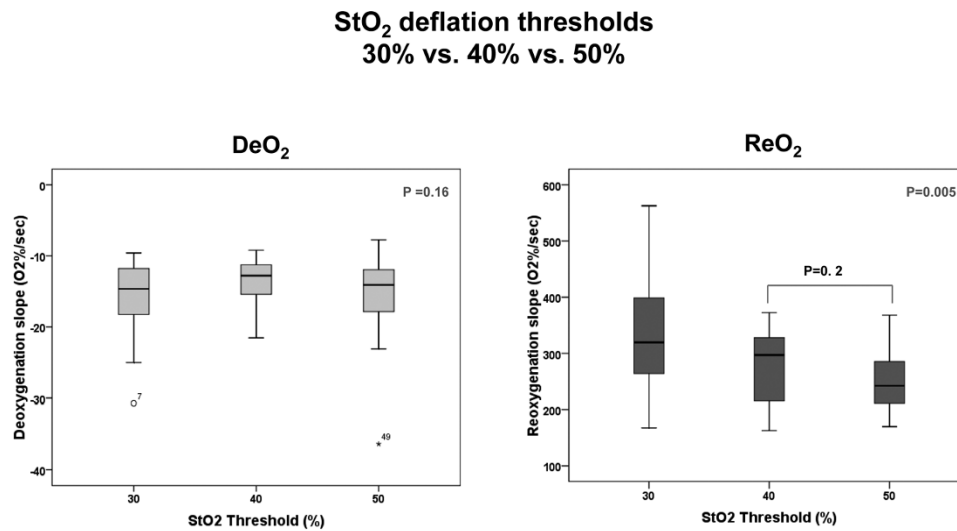 StO₂ deflation thresholds
30% vs. 40% vs. 50%
DeO₂
P =0.16
Deoxygenation slope (O2%/sec)
0
-10
-20
-30
-40
7
49
30
40
50
StO2 Threshold (%)
ReO₂
P=0.005
P=0. 2
Reoxygenation slope (O2%/sec)
600
500
400
300
200
100
30
40
50
StO2 Threshold (%)